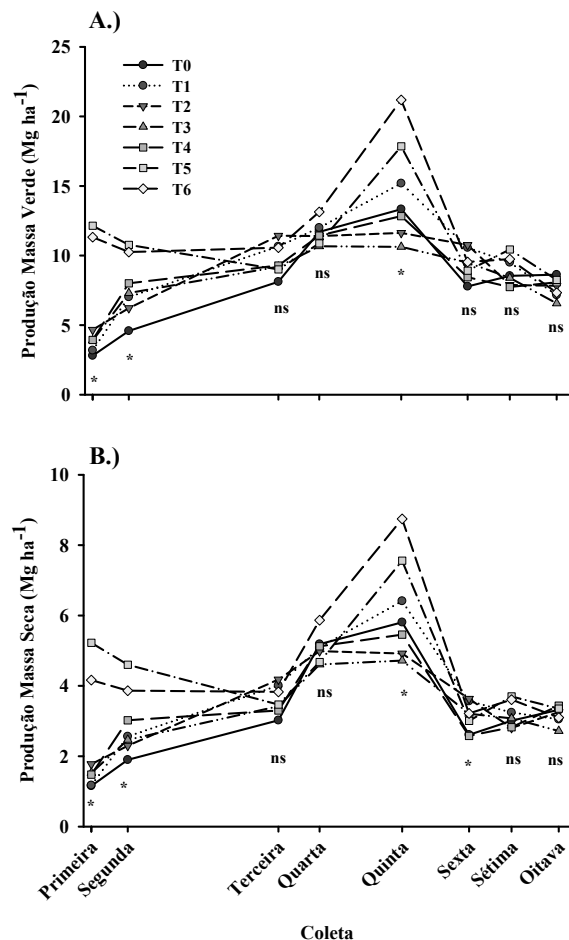 A.)
25
20
15
10
5
0
Produção Massa Verde (Mg ha⁻¹)
T0
T1
T2
T3
T4
T5
T6
* * ns ns * ns ns ns
B.)
10
8
6
4
2
0
Produção Massa Seca (Mg ha⁻¹)
* * ns ns * * ns ns
Primeira Segunda Terceira Quarta Quinta Sexta Sétima Oitava
Coleta